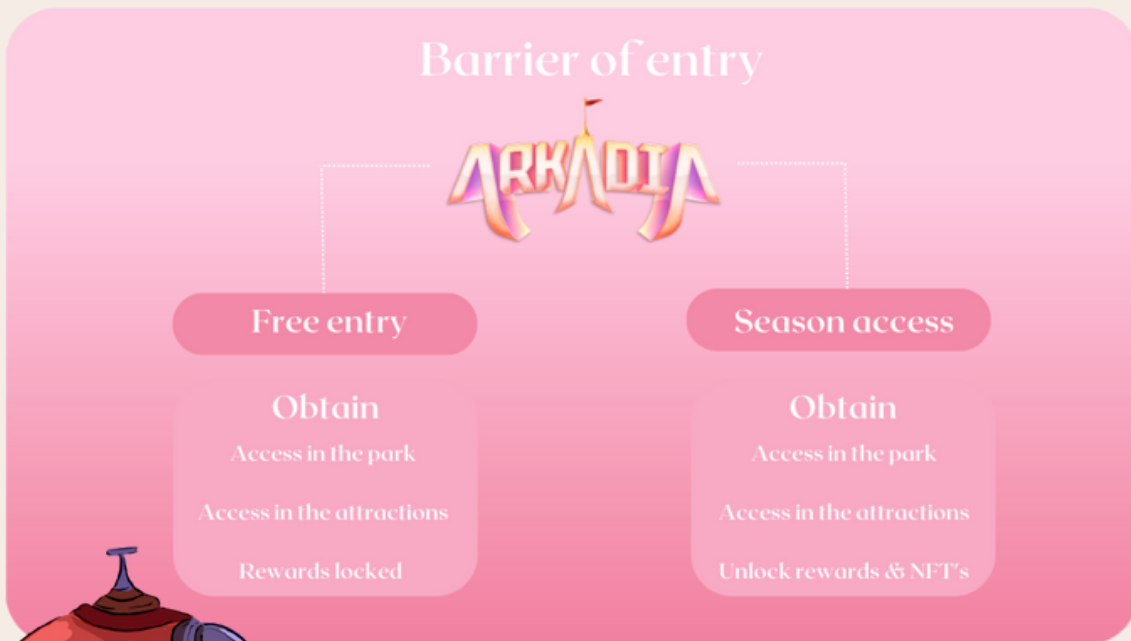 Barrier of entry
ARKADIA
Free entry
Season access
Obtain
Access in the park
Access in the attractions
Rewards locked
Obtain
Access in the park
Access in the attractions
Unlock rewards & NFT's